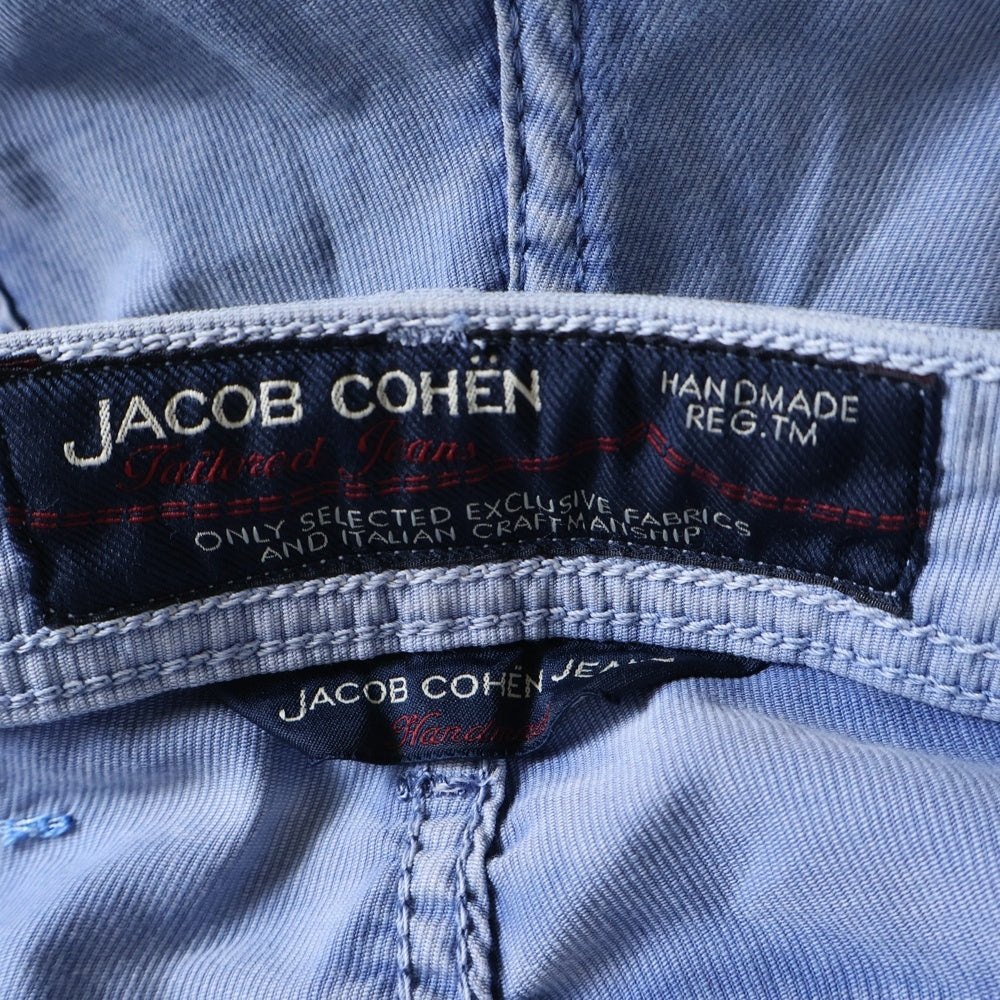 JACOB COHËN
HANDMADE
REG.TM
Tailored Jeans
ONLY SELECTED EXCLUSIVE FABRICS
AND ITALIAN CRAFTMANSHIP
JACOB COHËN JEANS